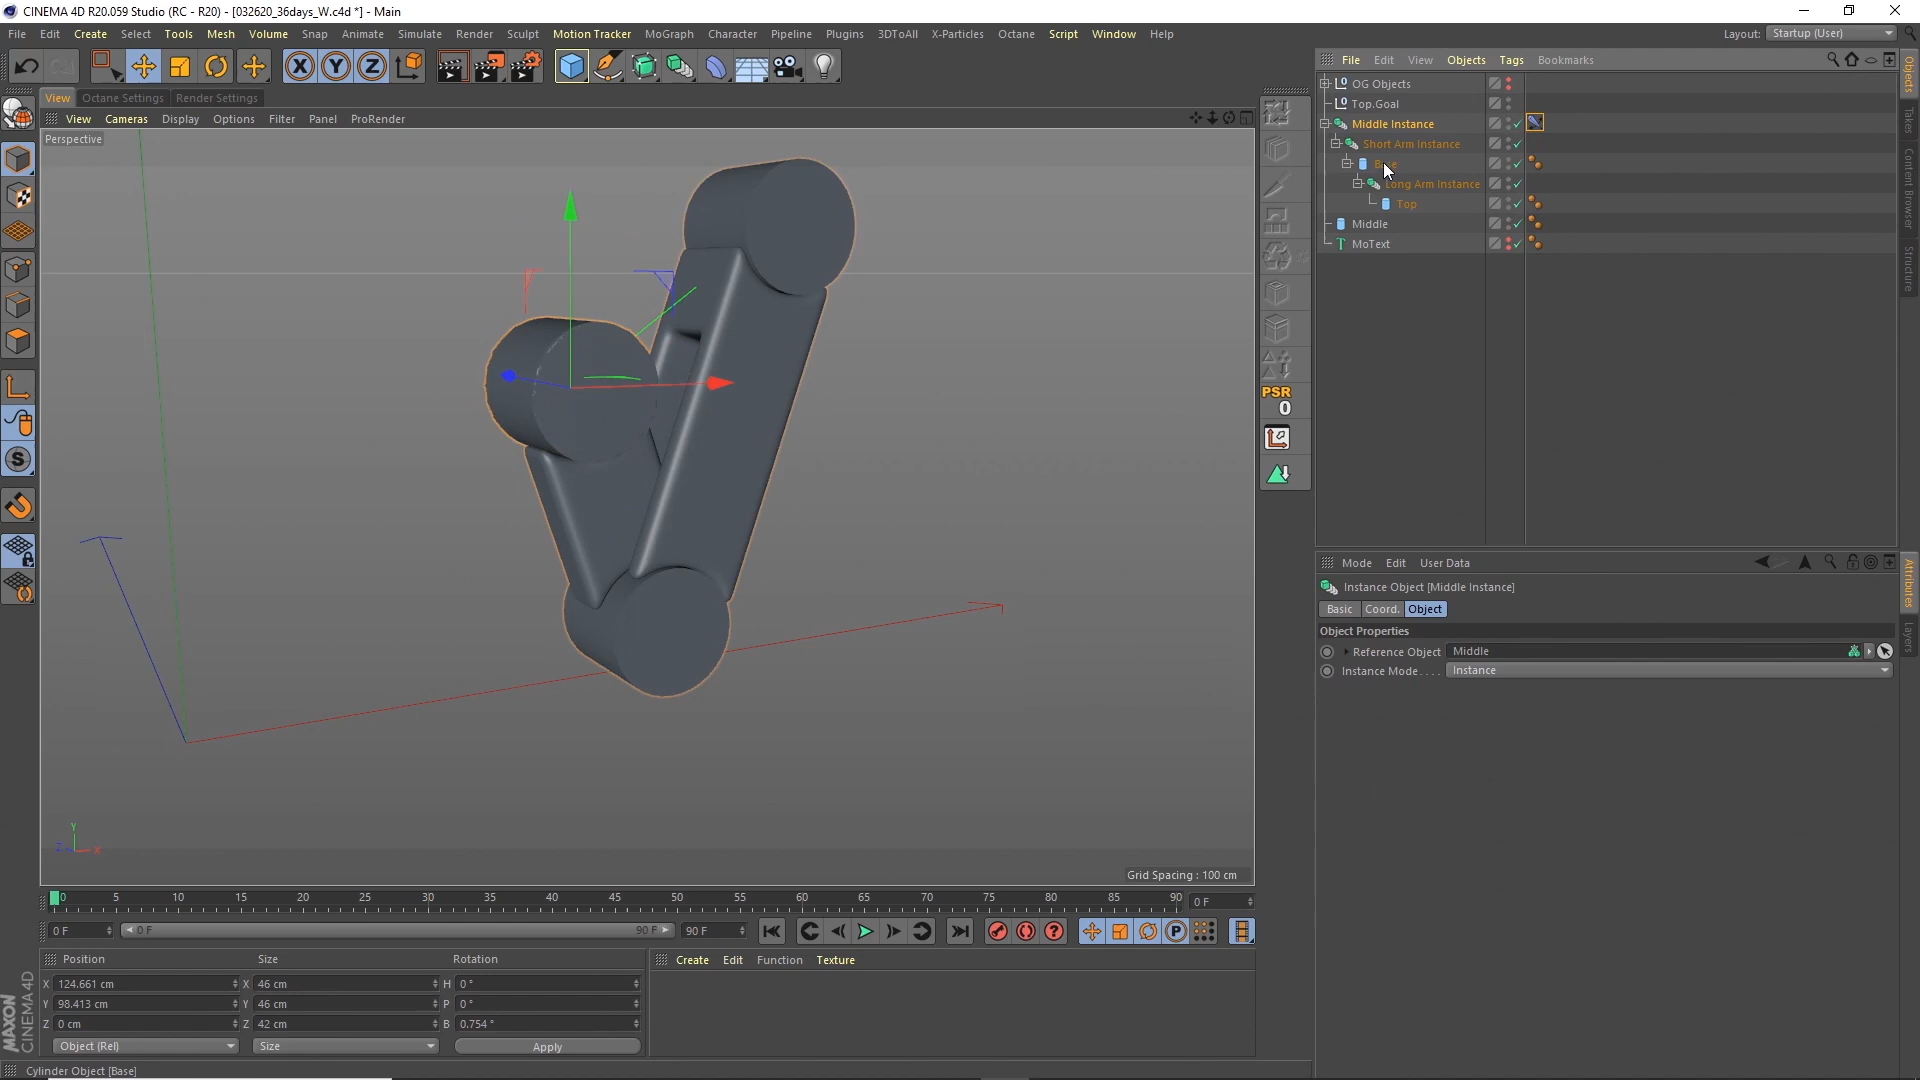 CINEMA 4D R20.059 Studio (RC - R20) - [032620_36days_W.c4d *] - Main
File Edit Create Select Tools Mesh Volume Snap Animate Simulate Render Sculpt Motion Tracker MoGraph Character Pipeline Plugins 3DToAll X-Particles Octane Script Window Help Layout: Startup (User)
File Edit View Objects Tags Bookmarks
View Octane Settings Render Settings
View Cameras Display Options Filter Panel ProRender
Perspective
OG Objects
Top.Goal
Middle Instance
Short Arm Instance
Long Arm Instance
Top
Middle
MoText
PSR
0
Objects
Takes
Content Browser
Structure
Mode Edit User Data
Instance Object [Middle Instance]
Basic Coord. Object
Object Properties
Reference Object Middle
Instance Mode . . . . Instance
Attributes
Layers
Y
Z X
Grid Spacing : 100 cm
0 5 10 15 20 25 30 35 40 45 50 55 60 65 70 75 80 85 90 0 F
0 F 0 F 90 F 90 F
Position Size Rotation
X 124.661 cm X 46 cm H 0 °
Y 98.413 cm Y 46 cm P 0 °
Z 0 cm Z 42 cm B 0.754 °
Object (Rel) Size Apply
Create Edit Function Texture
MAXON
CINEMA 4D
Cylinder Object [Base]